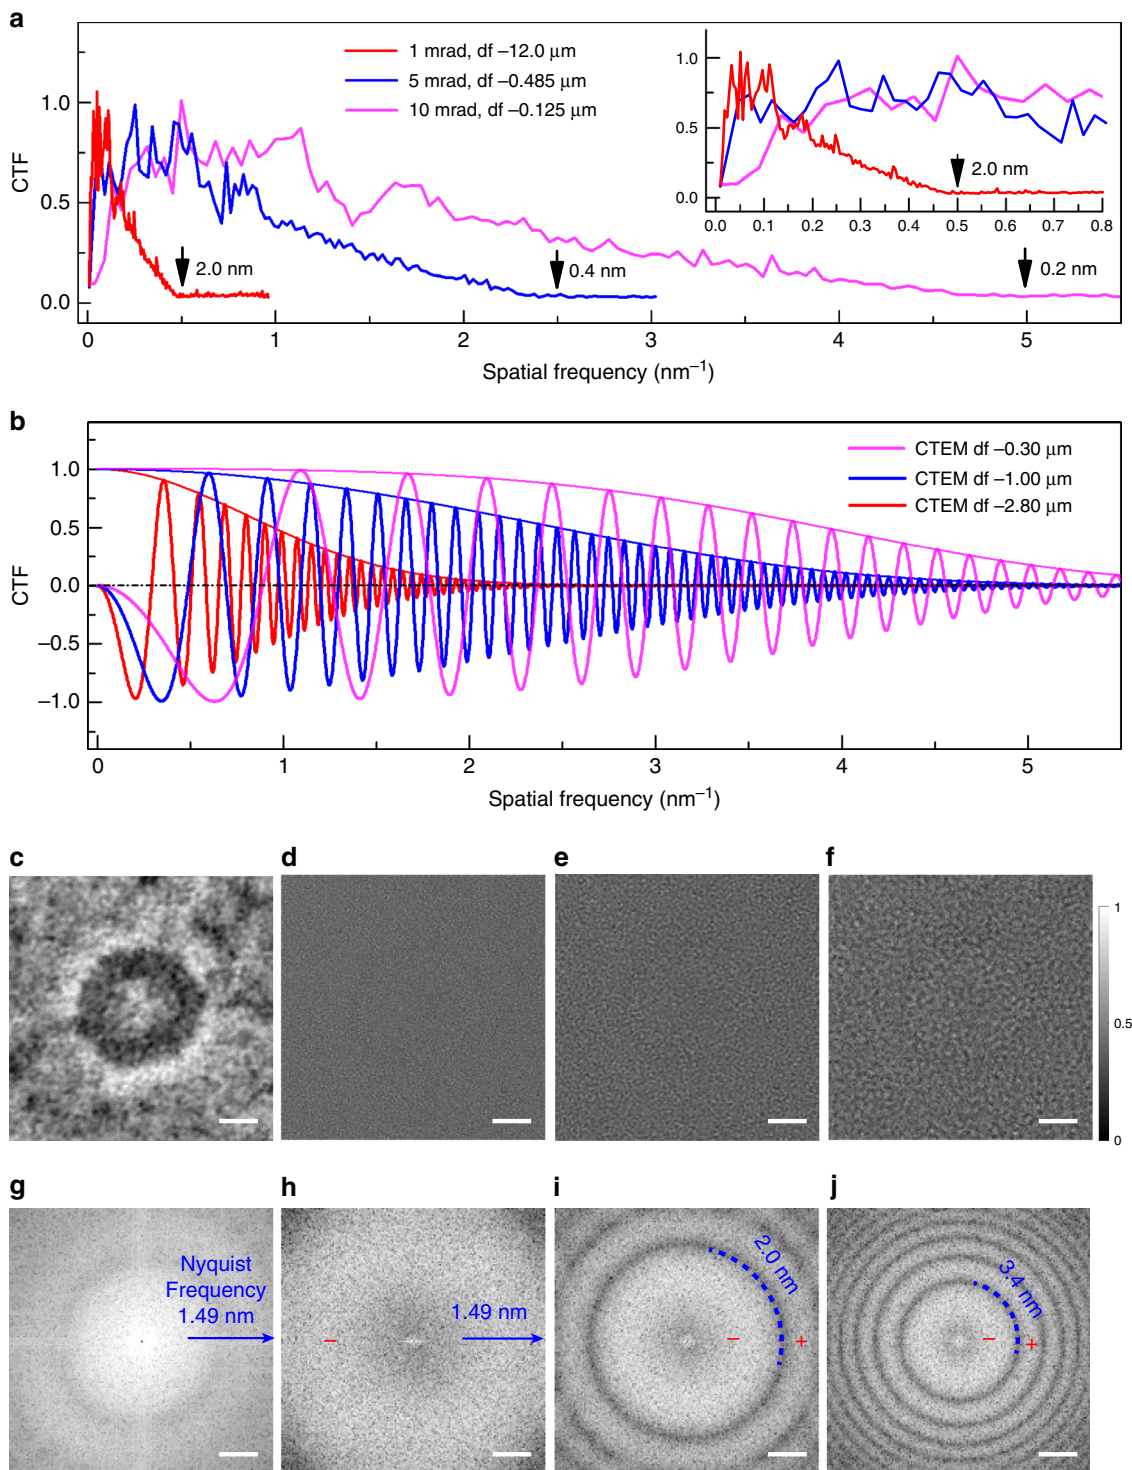 a
1 mrad, df –12.0 µm
5 mrad, df –0.485 µm
10 mrad, df –0.125 µm
CTF
1.0
0.5
0.0
2.0 nm
0.4 nm
0.2 nm
0 1 2 3 4 5
Spatial frequency (nm–1)
1.0
0.5
0.0
2.0 nm
0.0 0.1 0.2 0.3 0.4 0.5 0.6 0.7 0.8
b
CTEM df –0.30 µm
CTEM df –1.00 µm
CTEM df –2.80 µm
CTF
1.0
0.5
0.0
−0.5
−1.0
0 1 2 3 4 5
Spatial frequency (nm–1)
c d e f
1
0.5
0
g h i j
Nyquist
Frequency
1.49 nm
1.49 nm
–
2.0 nm
– +
3.4 nm
– +